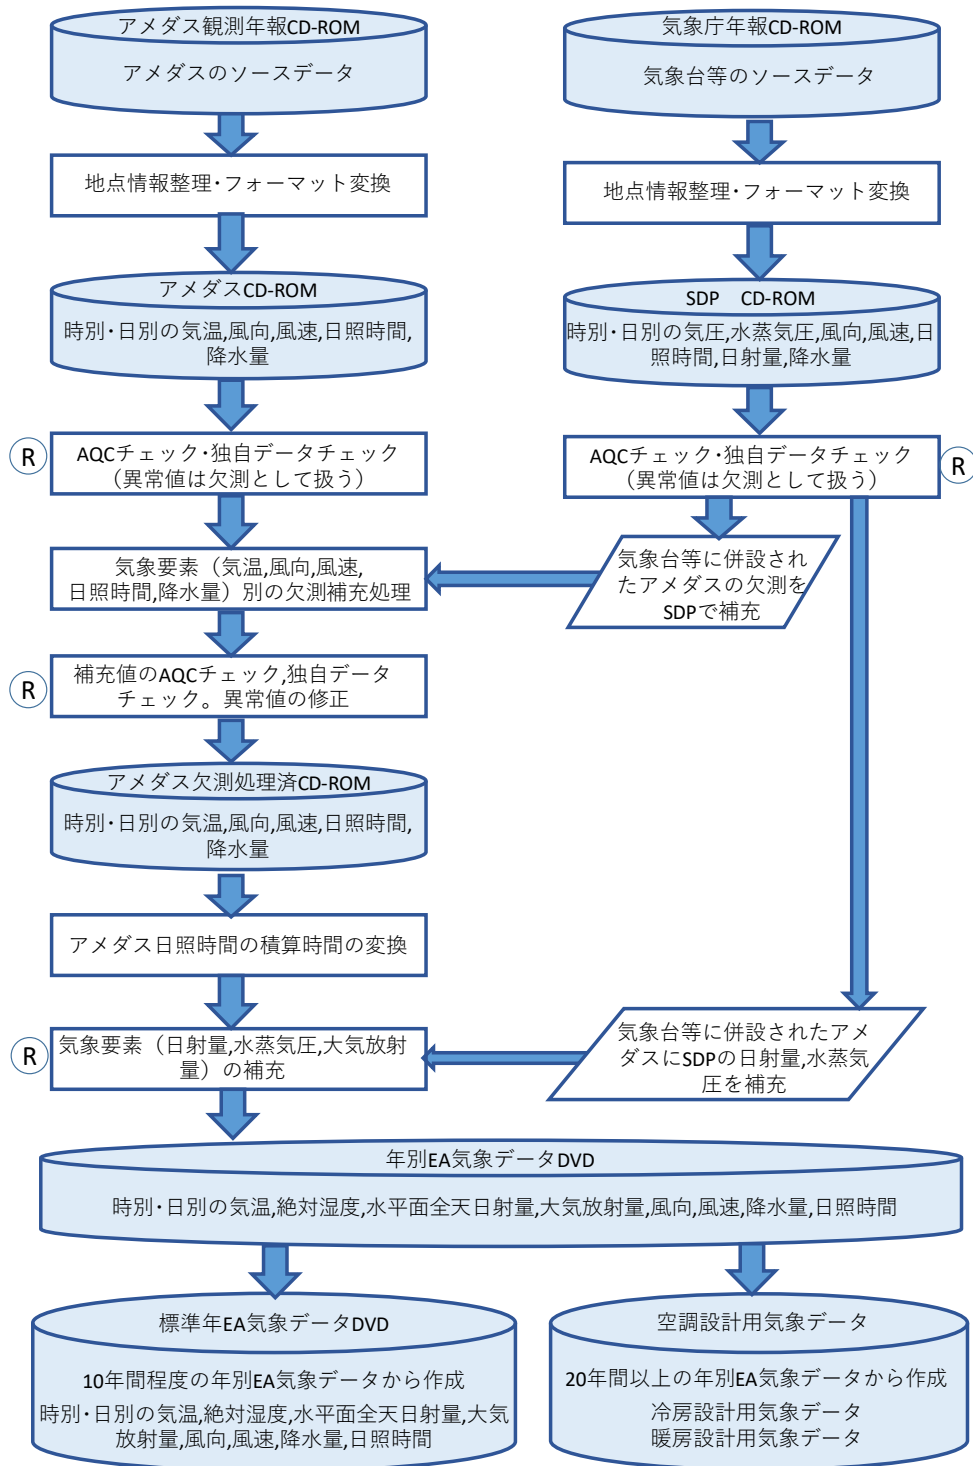 アメダス観測年報CD-ROM
アメダスのソースデータ
気象庁年報CD-ROM
気象台等のソースデータ
地点情報整理･フォーマット変換
地点情報整理･フォーマット変換
アメダスCD-ROM
時別･日別の気温,風向,風速,日照時間,
降水量
SDP　CD-ROM
時別･日別の気圧,水蒸気圧,風向,風速,日
照時間,日射量,降水量
R
AQCチェック･独自データチェック
（異常値は欠測として扱う）
AQCチェック･独自データチェック
（異常値は欠測として扱う）
R
気象要素（気温,風向,風速,
日照時間,降水量）別の欠測補充処理
気象台等に併設され
たアメダスの欠測を
SDPで補充
R
補充値のAQCチェック,独自データ
チェック。異常値の修正
アメダス欠測処理済CD-ROM
時別･日別の気温,風向,風速,日照時間,
降水量
アメダス日照時間の積算時間の変換
R
気象要素（日射量,水蒸気圧,大気放射
量）の補充
気象台等に併設されたアメ
ダスにSDPの日射量,水蒸気
圧を補充
年別EA気象データDVD
時別･日別の気温,絶対湿度,水平面全天日射量,大気放射量,風向,風速,降水量,日照時間
標準年EA気象データDVD
10年間程度の年別EA気象データから作成
時別･日別の気温,絶対湿度,水平面全天日射量,大気
放射量,風向,風速,降水量,日照時間
空調設計用気象データ
20年間以上の年別EA気象データから作成
冷房設計用気象データ
暖房設計用気象データ